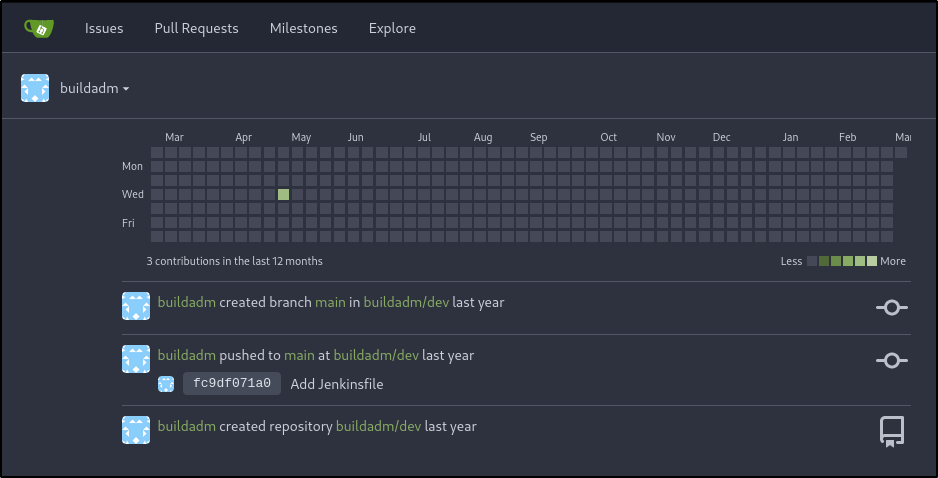 Issues Pull Requests Milestones Explore
buildadm
Mar Apr May Jun Jul Aug Sep Oct Nov Dec Jan Feb Mar
Mon
Wed
Fri
3 contributions in the last 12 months Less More
buildadm created branch main in buildadm/dev last year
buildadm pushed to main at buildadm/dev last year
fc9df071a0 Add Jenkinsfile
buildadm created repository buildadm/dev last year